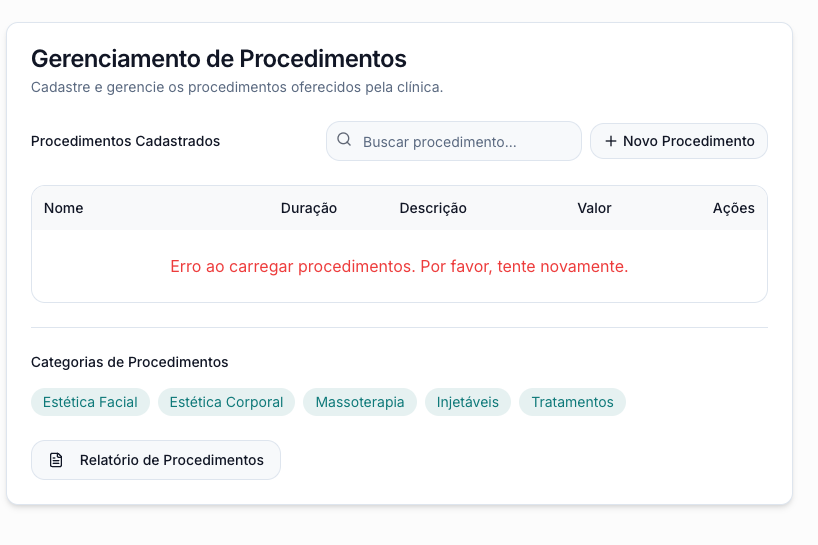 Gerenciamento de Procedimentos
Cadastre e gerencie os procedimentos oferecidos pela clínica.
Procedimentos Cadastrados
Buscar procedimento...
+ Novo Procedimento
Nome Duração Descrição Valor Ações
Erro ao carregar procedimentos. Por favor, tente novamente.
Categorias de Procedimentos
Estética Facial Estética Corporal Massoterapia Injetáveis Tratamentos
Relatório de Procedimentos